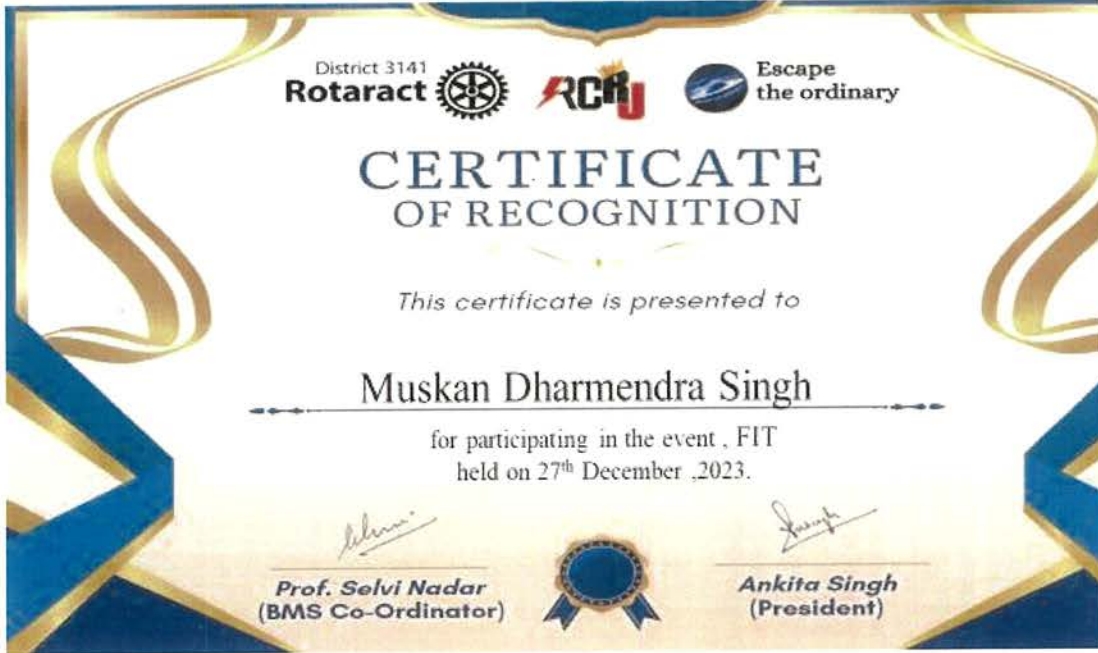 District 3141
Rotaract
RCRJ
Escape
the ordinary
CERTIFICATE
OF RECOGNITION
This certificate is presented to
Muskan Dharmendra Singh
for participating in the event , FIT
held on 27th December ,2023.
Prof. Selvi Nadar
(BMS Co-Ordinator)
Ankita Singh
(President)